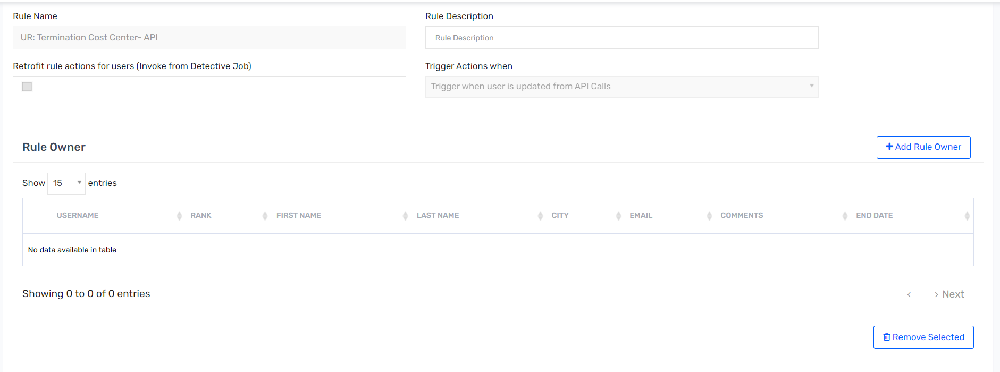 Rule Name
Rule Description
UR: Termination Cost Center- API
Rule Description
Retrofit rule actions for users (Invoke from Detective Job)
Trigger Actions when
Trigger when user is updated from API Calls
Rule Owner
Add Rule Owner
Show 15 entries
USERNAME RANK FIRST NAME LAST NAME CITY EMAIL COMMENTS END DATE
No data available in table
Showing 0 to 0 of 0 entries
< > Next
Remove Selected